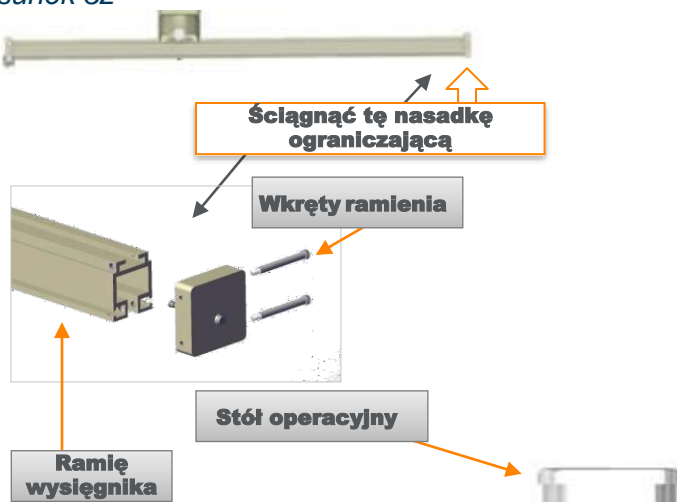 Ściągnąć tę nasadkę
ograniczającą
Wkręty ramienia
Stół operacyjny
Ramię
wysięgnika